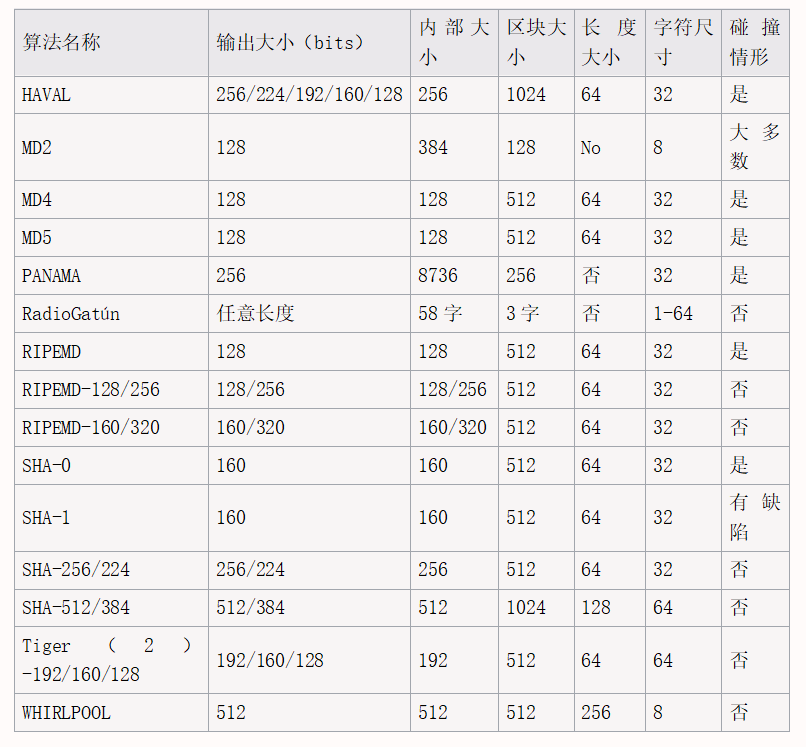 算法名称 输出大小（bits） 内部大小 区块大小 长度大小 字符尺寸 碰撞情形
HAVAL 256/224/192/160/128 256 1024 64 32 是
MD2 128 384 128 No 8 大多数
MD4 128 128 512 64 32 是
MD5 128 128 512 64 32 是
PANAMA 256 8736 256 否 32 是
RadioGatún 任意长度 58字 3字 否 1-64 否
RIPEMD 128 128 512 64 32 是
RIPEMD-128/256 128/256 128/256 512 64 32 否
RIPEMD-160/320 160/320 160/320 512 64 32 否
SHA-0 160 160 512 64 32 是
SHA-1 160 160 512 64 32 有缺陷
SHA-256/224 256/224 256 512 64 32 否
SHA-512/384 512/384 512 1024 128 64 否
Tiger（2）-192/160/128 192/160/128 192 512 64 64 否
WHIRLPOOL 512 512 512 256 8 否